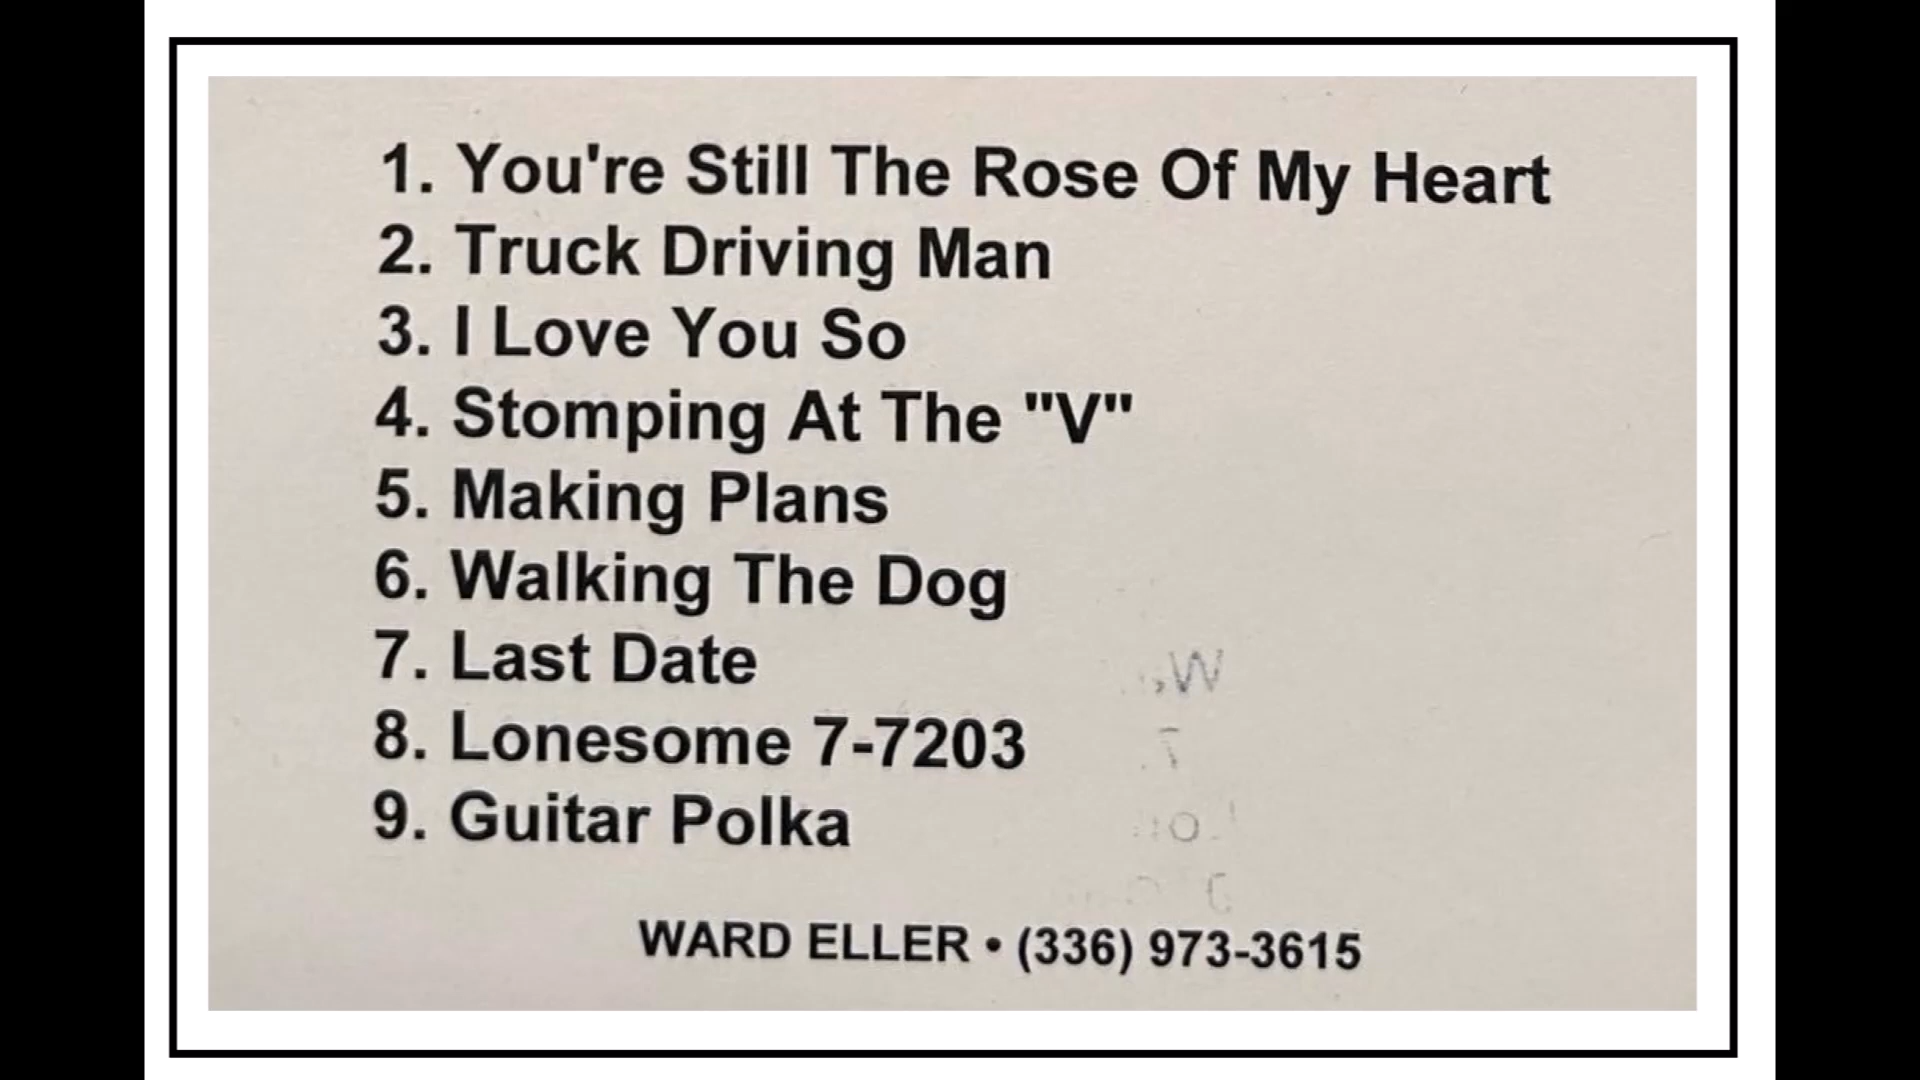 1. You're Still The Rose Of My Heart
2. Truck Driving Man
3. I Love You So
4. Stomping At The "V"
5. Making Plans
6. Walking The Dog
7. Last Date
8. Lonesome 7-7203
9. Guitar Polka
WARD ELLER • (336) 973-3615